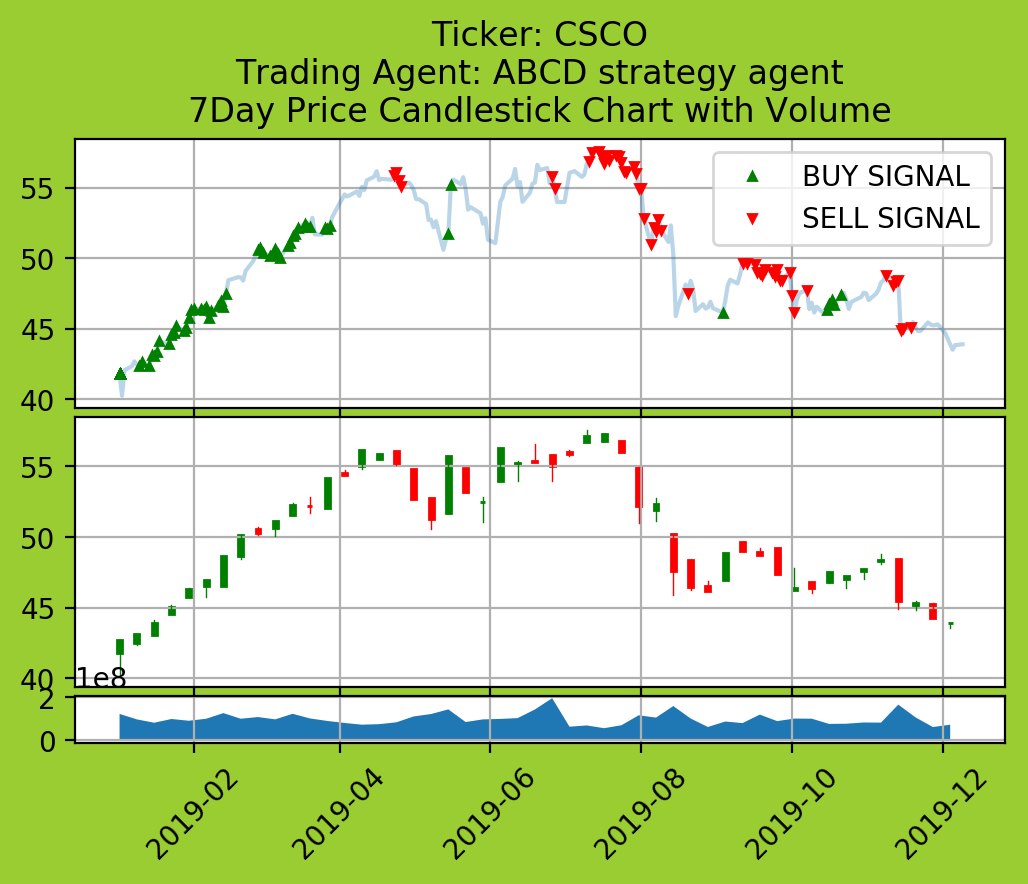 Ticker: CSCO
Trading Agent: ABCD strategy agent
7Day Price Candlestick Chart with Volume
BUY SIGNAL
SELL SIGNAL
55
50
45
40
55
50
45
40
1e8
2
0
2019-02
2019-04
2019-06
2019-08
2019-10
2019-12